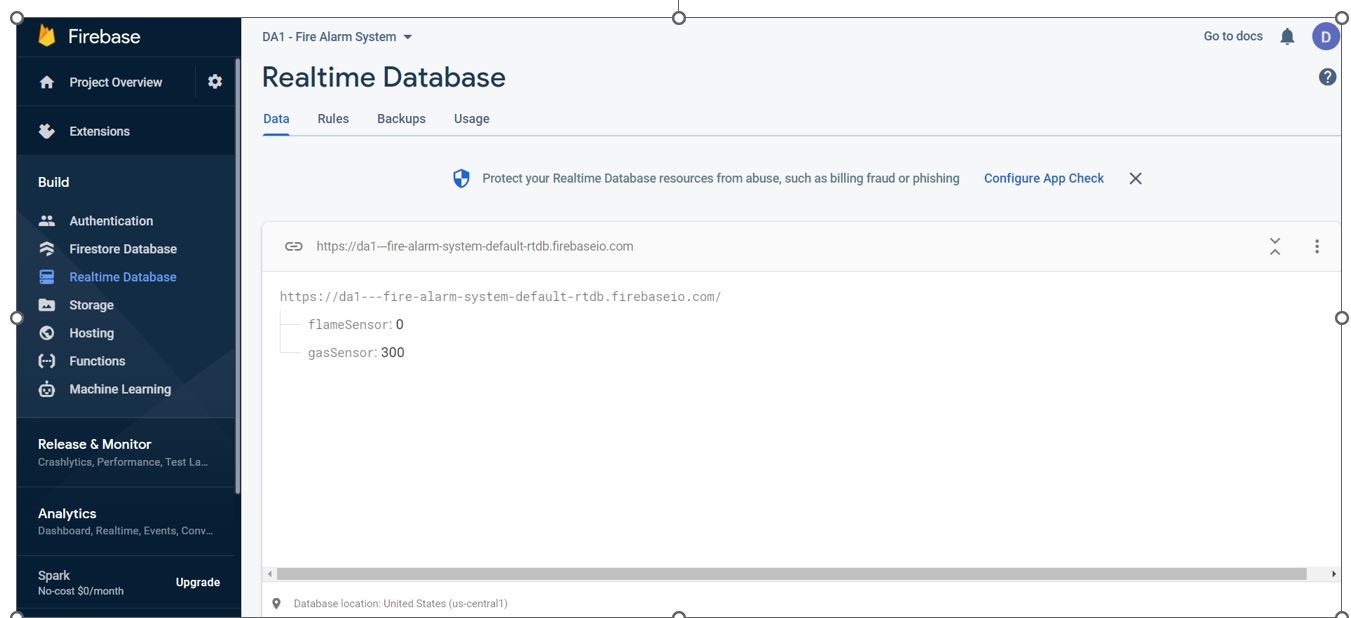 Firebase
Project Overview
Extensions
Build
Authentication
Firestore Database
Realtime Database
Storage
Hosting
Functions
Machine Learning
Release & Monitor
Crashlytics, Performance, Test La...
Analytics
Dashboard, Realtime, Events, Conv...
Spark
No-cost $0/month
Upgrade
DA1 - Fire Alarm System
Go to docs
D
Realtime Database
?
Data Rules Backups Usage
Protect your Realtime Database resources from abuse, such as billing fraud or phishing Configure App Check
https://da1---fire-alarm-system-default-rtdb.firebaseio.com
https://da1---fire-alarm-system-default-rtdb.firebaseio.com/
flameSensor: 0
gasSensor: 300
Database location: United States (us-central1)